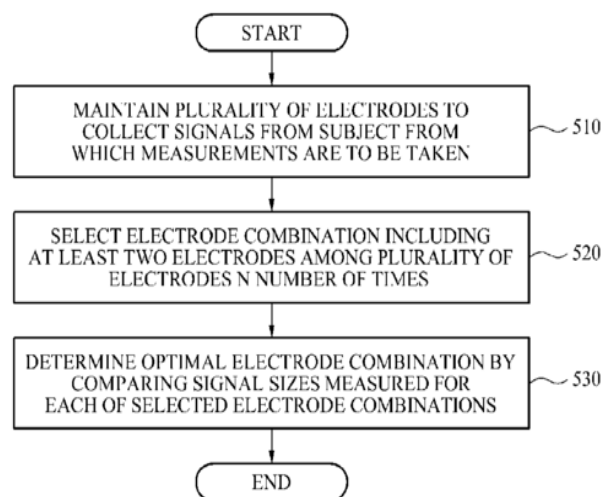 START
MAINTAIN PLURALITY OF ELECTRODES TO
COLLECT SIGNALS FROM SUBJECT FROM
WHICH MEASUREMENTS ARE TO BE TAKEN
510
SELECT ELECTRODE COMBINATION INCLUDING
AT LEAST TWO ELECTRODES AMONG PLURALITY OF
ELECTRODES N NUMBER OF TIMES
520
DETERMINE OPTIMAL ELECTRODE COMBINATION BY
COMPARING SIGNAL SIZES MEASURED FOR
EACH OF SELECTED ELECTRODE COMBINATIONS
530
END